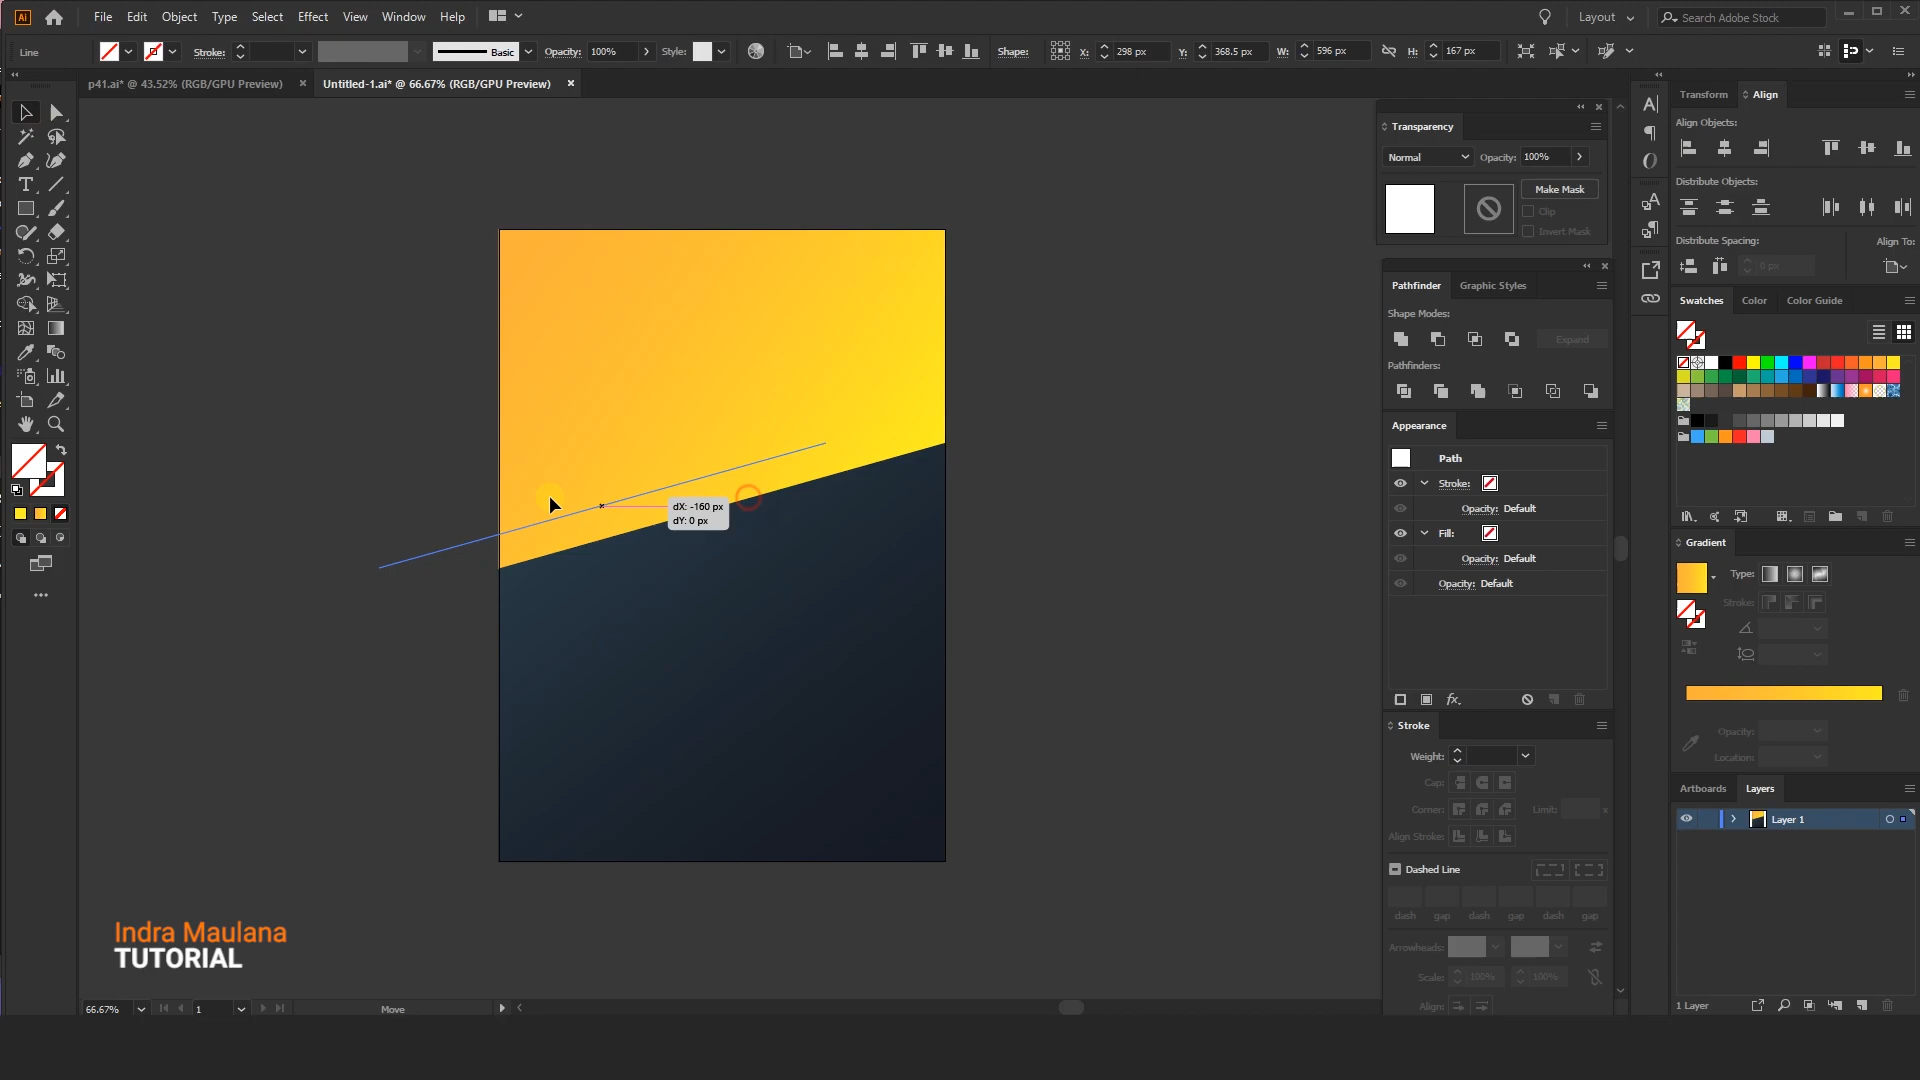 Ai File Edit Object Type Select Effect View Window Help Layout Search Adobe Stock
Line Stroke: Basic Opacity: 100% Style: Shape: X: 298 px Y: 368.5 px W: 596 px H: 167 px
p41.ai* @ 43.52% (RGB/GPU Preview) × Untitled-1.ai* @ 66.67% (RGB/GPU Preview) ×
Transparency
Normal Opacity: 100%
Make Mask
Clip
Invert Mask
Pathfinder Graphic Styles
Shape Modes:
Expand
Pathfinders:
Appearance
Path
Stroke:
Opacity: Default
Fill:
Opacity: Default
Opacity: Default
fx.
Stroke
Weight:
Cap:
Corner: Limit: x
Align Stroke:
Dashed Line
dash gap dash gap dash gap
Arrowheads:
Scale: 100% 100%
Align:
Transform Align
Align Objects:
Distribute Objects:
Distribute Spacing: Align To:
0 px
Swatches Color Color Guide
Gradient
Type:
Stroke:
Opacity:
Location:
Artboards Layers
Layer 1
1 Layer
dX: -160 px
dY: 0 px
Indra Maulana
TUTORIAL
66.67% 1 Move